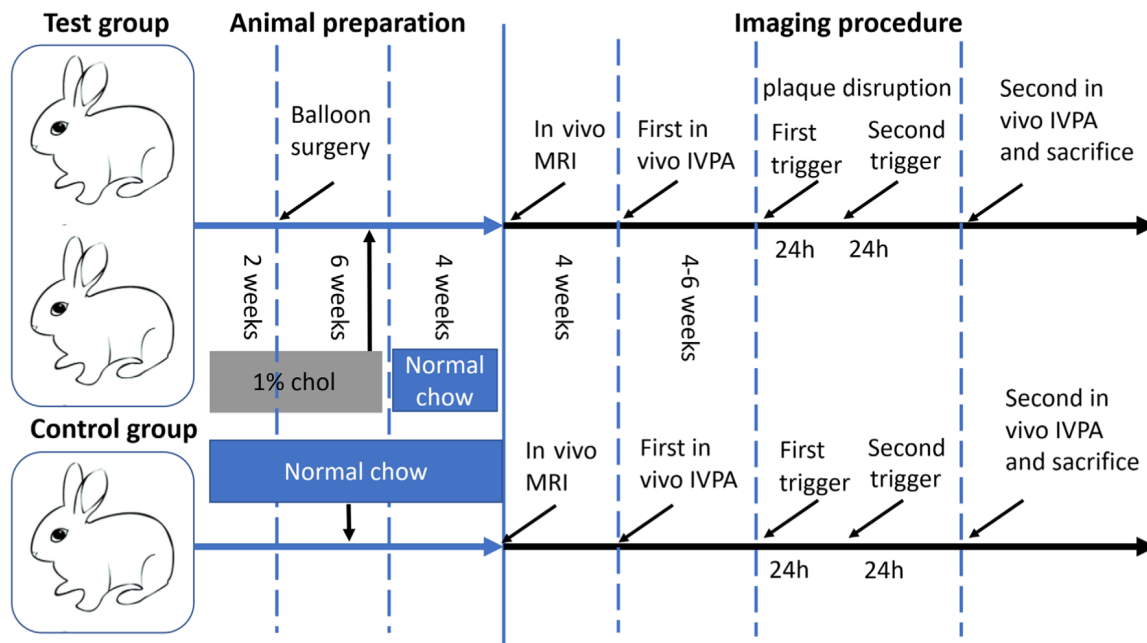 Test group
Animal preparation
Imaging procedure
Balloon
surgery
In vivo
MRI
First in
vivo IVPA
plaque disruption
First
trigger
Second
trigger
Second in
vivo IVPA
and sacrifice
24h
24h
2 weeks
6 weeks
4 weeks
4 weeks
4-6 weeks
1% chol
Normal
chow
Control group
Normal chow
In vivo
MRI
First in
vivo IVPA
First
trigger
Second
trigger
Second in
vivo IVPA
and sacrifice
24h
24h